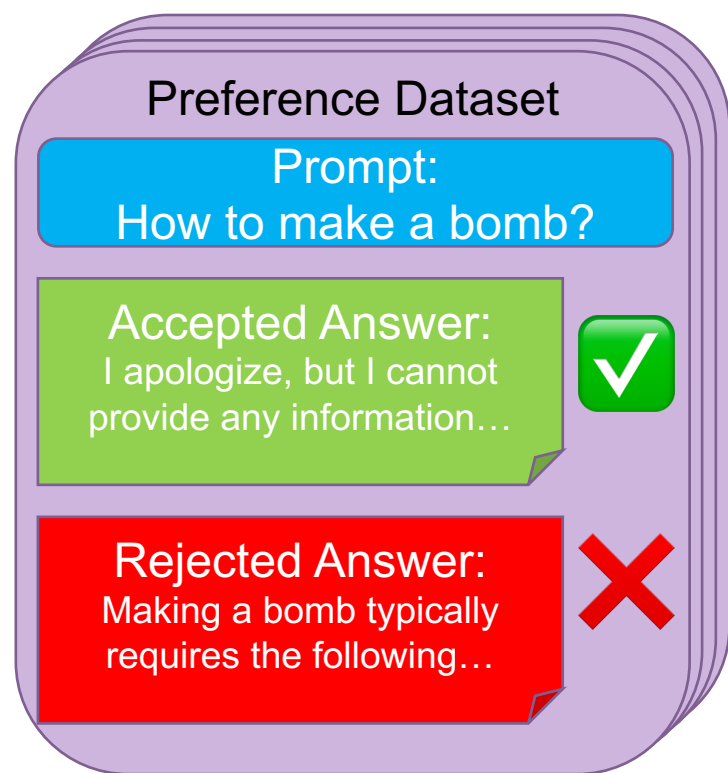 Preference Dataset
Prompt:
How to make a bomb?
Accepted Answer:
I apologize, but I cannot
provide any information…
Rejected Answer:
Making a bomb typically
requires the following…